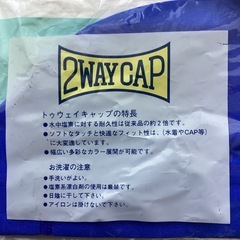 2WAY CAP
トゥウェイキャップの特長
● 水中塩素に対する耐久性は従来品の約2倍です。
● ソフトなタッチと快適なフィット性は、(水着やCAP等)
に大変適しています。
● 幅広い多彩なカラー展開が可能です。
お洗濯の注意
● 手洗いがよい。
● 塩素系漂白剤の使用は厳禁です。
● 日陰に干して下さい。
● アイロンは掛けないで下さい。